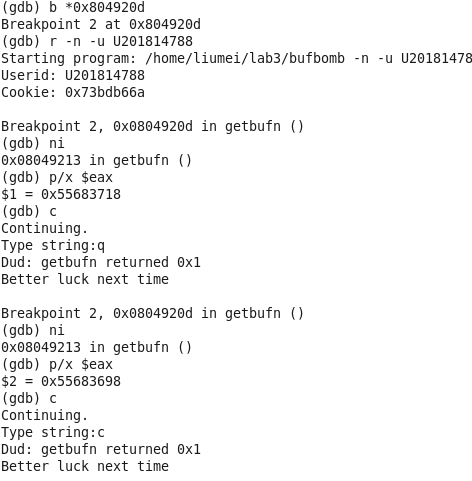 (gdb) b *0x804920d
Breakpoint 2 at 0x804920d
(gdb) r -n -u U201814788
Starting program: /home/liumei/lab3/bufbomb -n -u U20181478
Userid: U201814788
Cookie: 0x73bdb66a
Breakpoint 2, 0x0804920d in getbufn ()
(gdb) ni
0x08049213 in getbufn ()
(gdb) p/x $eax
$1 = 0x55683718
(gdb) c
Continuing.
Type string:q
Dud: getbufn returned 0x1
Better luck next time
Breakpoint 2, 0x0804920d in getbufn ()
(gdb) ni
0x08049213 in getbufn ()
(gdb) p/x $eax
$2 = 0x55683698
(gdb) c
Continuing.
Type string:c
Dud: getbufn returned 0x1
Better luck next time